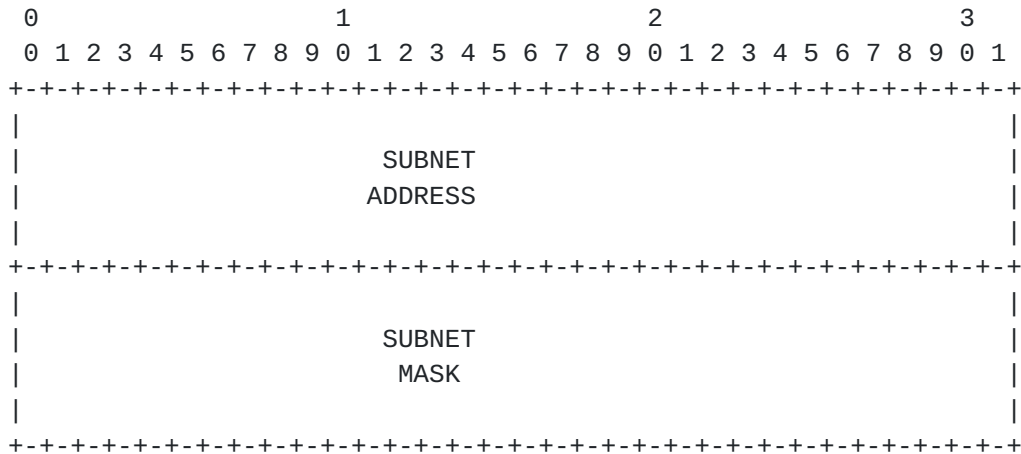 0                   1                   2                   3
 0 1 2 3 4 5 6 7 8 9 0 1 2 3 4 5 6 7 8 9 0 1 2 3 4 5 6 7 8 9 0 1
+-+-+-+-+-+-+-+-+-+-+-+-+-+-+-+-+-+-+-+-+-+-+-+-+-+-+-+-+-+-+-+-+
|                                                               |
|                       SUBNET                                  |
|                      ADDRESS                                  |
|                                                               |
+-+-+-+-+-+-+-+-+-+-+-+-+-+-+-+-+-+-+-+-+-+-+-+-+-+-+-+-+-+-+-+-+
|                                                               |
|                       SUBNET                                  |
|                        MASK                                   |
|                                                               |
+-+-+-+-+-+-+-+-+-+-+-+-+-+-+-+-+-+-+-+-+-+-+-+-+-+-+-+-+-+-+-+-+